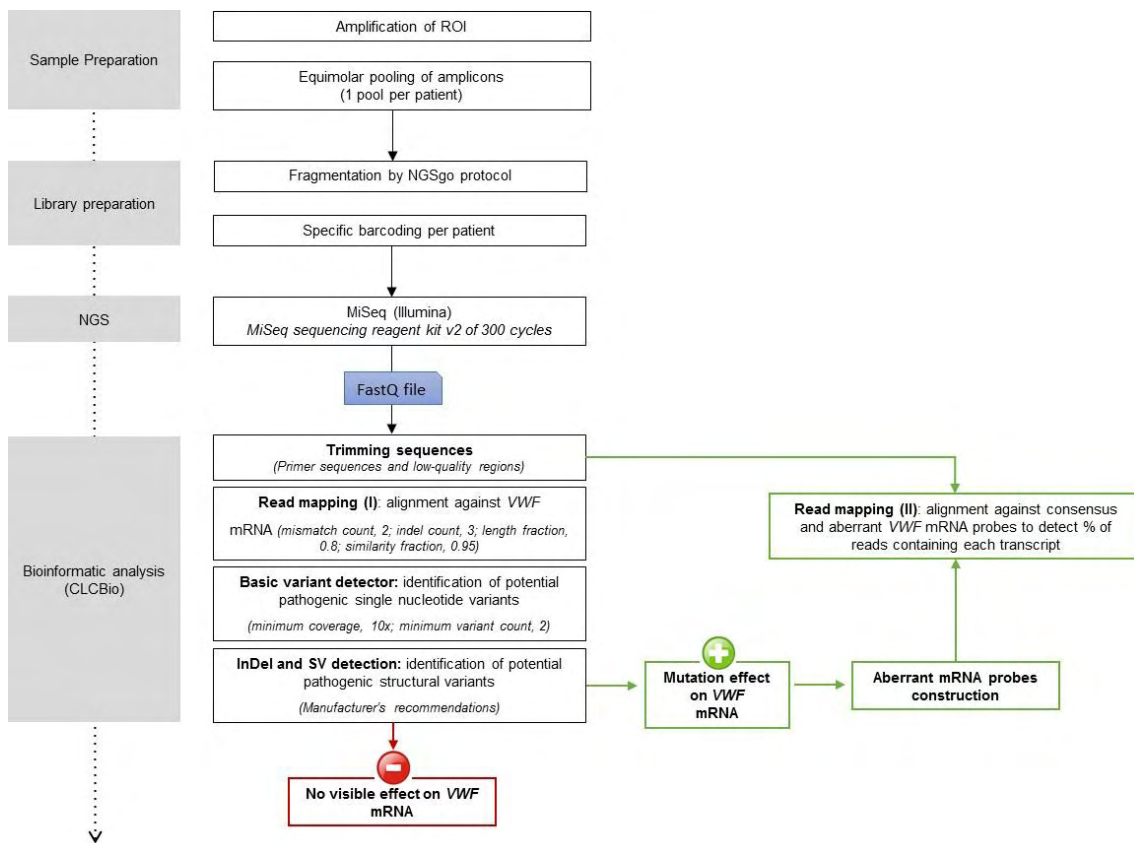 Sample Preparation
Amplification of ROI
Equimolar pooling of amplicons
(1 pool per patient)
Library preparation
Fragmentation by NGSgo protocol
Specific barcoding per patient
NGS
MiSeq (Illumina)
MiSeq sequencing reagent kit v2 of 300 cycles
FastQ file
Bioinformatic analysis
(CLCBio)
Trimming sequences
(Primer sequences and low-quality regions)
Read mapping (I): alignment against VWF
mRNA (mismatch count, 2; indel count, 3; length fraction,
0.8; similarity fraction, 0.95)
Basic variant detector: identification of potential
pathogenic single nucleotide variants
(minimum coverage, 10x; minimum variant count, 2)
InDel and SV detection: identification of potential
pathogenic structural variants
(Manufacturer's recommendations)
Read mapping (II): alignment against consensus
and aberrant VWF mRNA probes to detect % of
reads containing each transcript
Mutation effect
on VWF
mRNA
Aberrant mRNA probes
construction
No visible effect on VWF
mRNA